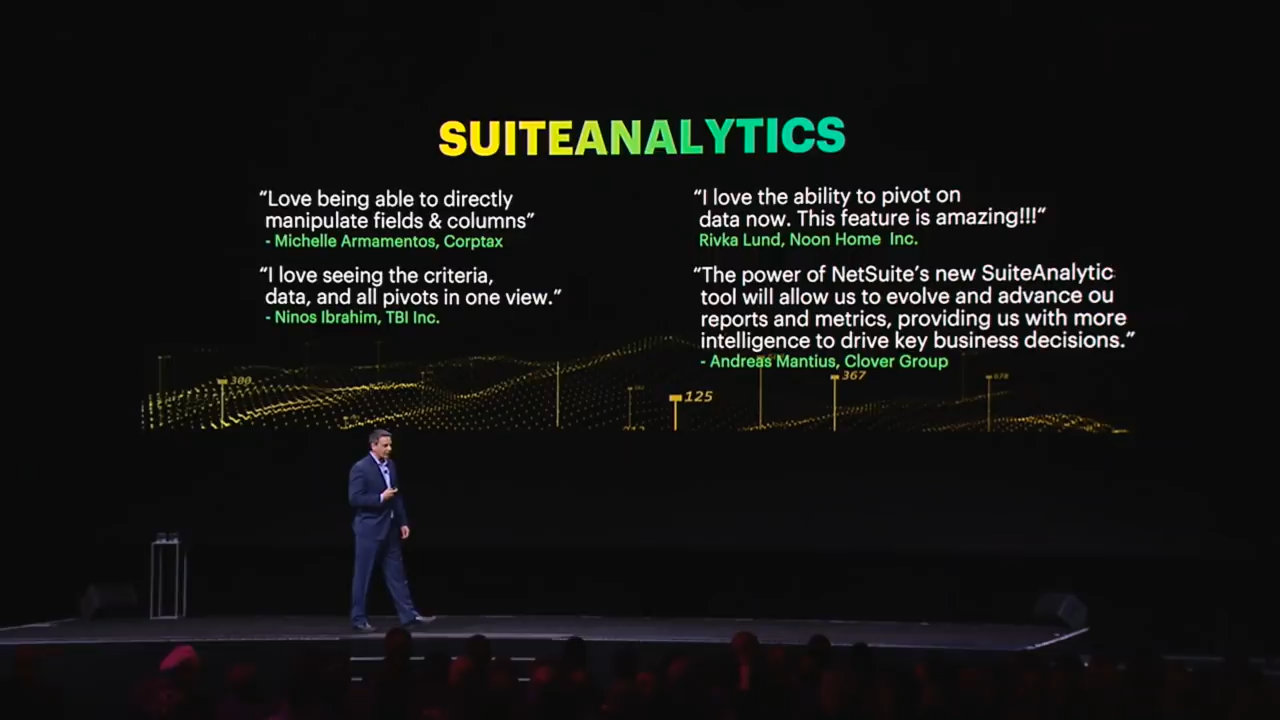 SUITEANALYTICS
“Love being able to directly
manipulate fields & columns”
- Michelle Armamentos, Corptax
“I love seeing the criteria,
data, and all pivots in one view.”
- Ninos Ibrahim, TBI Inc.
“I love the ability to pivot on
data now. This feature is amazing!!!“
Rivka Lund, Noon Home Inc.
“The power of NetSuite’s new SuiteAnalytic
tool will allow us to evolve and advance ou
reports and metrics, providing us with more
intelligence to drive key business decisions.”
- Andreas Mantius, Clover Group
300
125
367